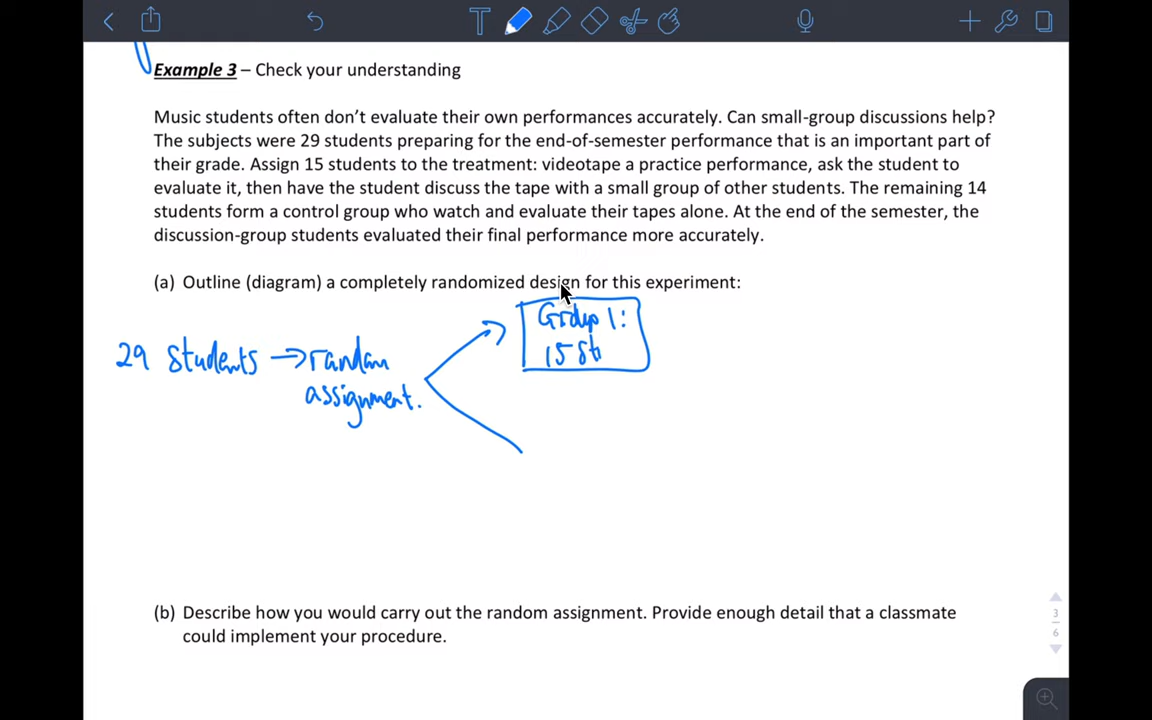 Example 3 – Check your understanding
Music students often don't evaluate their own performances accurately. Can small-group discussions help?
The subjects were 29 students preparing for the end-of-semester performance that is an important part of
their grade. Assign 15 students to the treatment: videotape a practice performance, ask the student to
evaluate it, then have the student discuss the tape with a small group of other students. The remaining 14
students form a control group who watch and evaluate their tapes alone. At the end of the semester, the
discussion-group students evaluated their final performance more accurately.
(a) Outline (diagram) a completely randomized design for this experiment:
Group 1:
15 St
29 students → random
assignment.
(b) Describe how you would carry out the random assignment. Provide enough detail that a classmate
could implement your procedure.
3
6